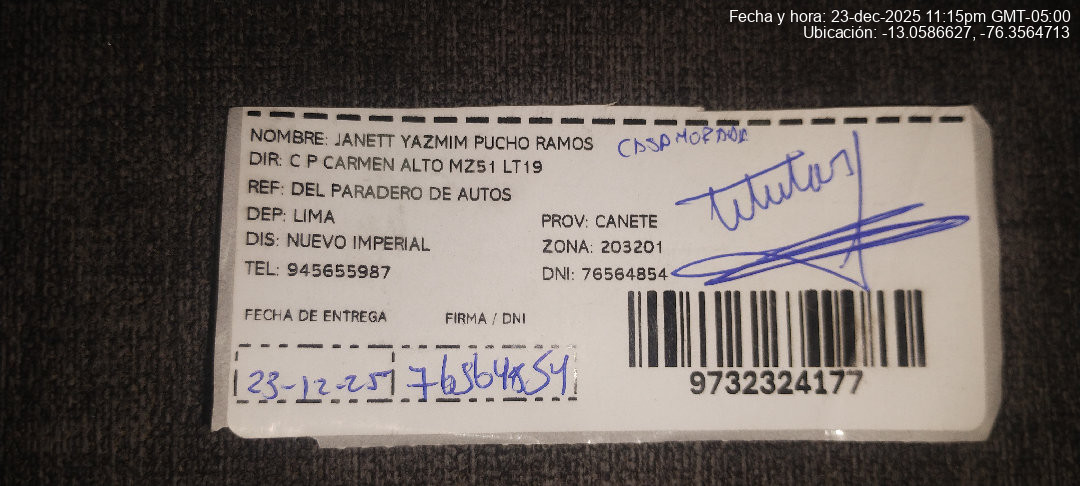 Fecha y hora: 23-dec-2025 11:15pm GMT-05:00
Ubicación: -13.0586627, -76.3564713
NOMBRE: JANETT YAZMIM PUCHO RAMOS CASA MORADA
DIR: C P CARMEN ALTO MZ51 LT19
REF: DEL PARADERO DE AUTOS
titular
DEP: LIMA PROV: CANETE
DIS: NUEVO IMPERIAL ZONA: 203201
TEL: 945655987 DNI: 76564854
FECHA DE ENTREGA FIRMA / DNI
23-12-25 76564854
9732324177